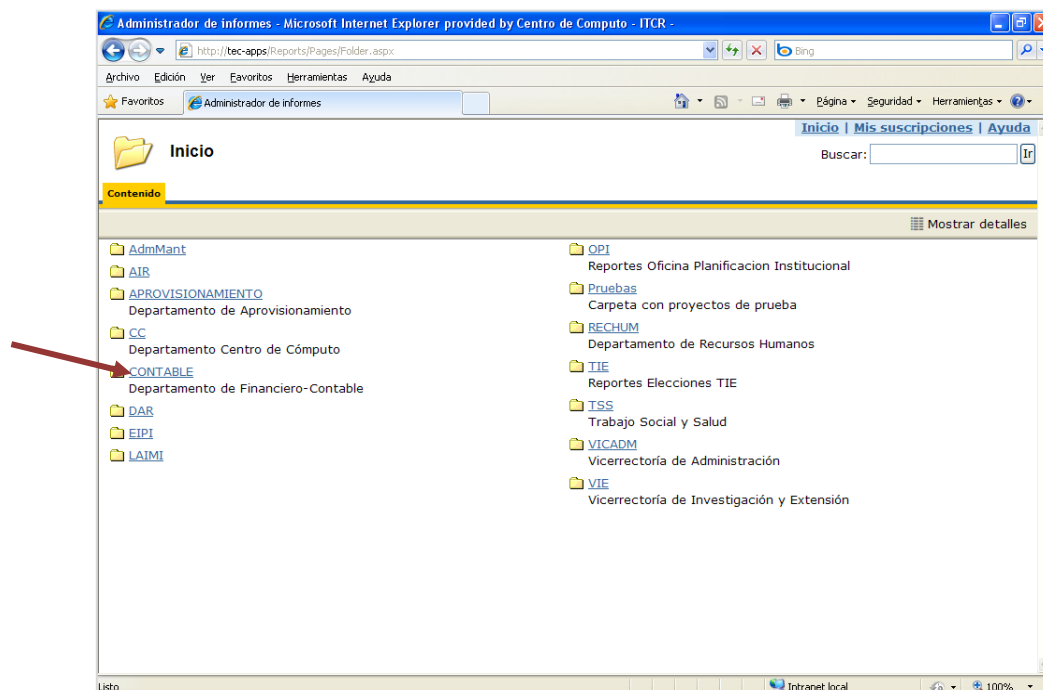 Administrador de informes - Microsoft Internet Explorer provided by Centro de Computo - ITCR -
http://tec-apps/Reports/Pages/Folder.aspx
Bing
Archivo Edición Ver Favoritos Herramientas Ayuda
Favoritos Administrador de informes Página Seguridad Herramientas
Inicio | Mis suscripciones | Ayuda
Inicio
Buscar: Ir
Contenido
Mostrar detalles
AdmMant
AIR
APROVISIONAMIENTO
Departamento de Aprovisionamiento
CC
Departamento Centro de Cómputo
CONTABLE
Departamento de Financiero-Contable
DAR
EIPI
LAIMI
OPI
Reportes Oficina Planificacion Institucional
Pruebas
Carpeta con proyectos de prueba
RECHUM
Departamento de Recursos Humanos
TIE
Reportes Elecciones TIE
TSS
Trabajo Social y Salud
VICADM
Vicerrectoría de Administración
VIE
Vicerrectoría de Investigación y Extensión
Listo Intranet local 100%